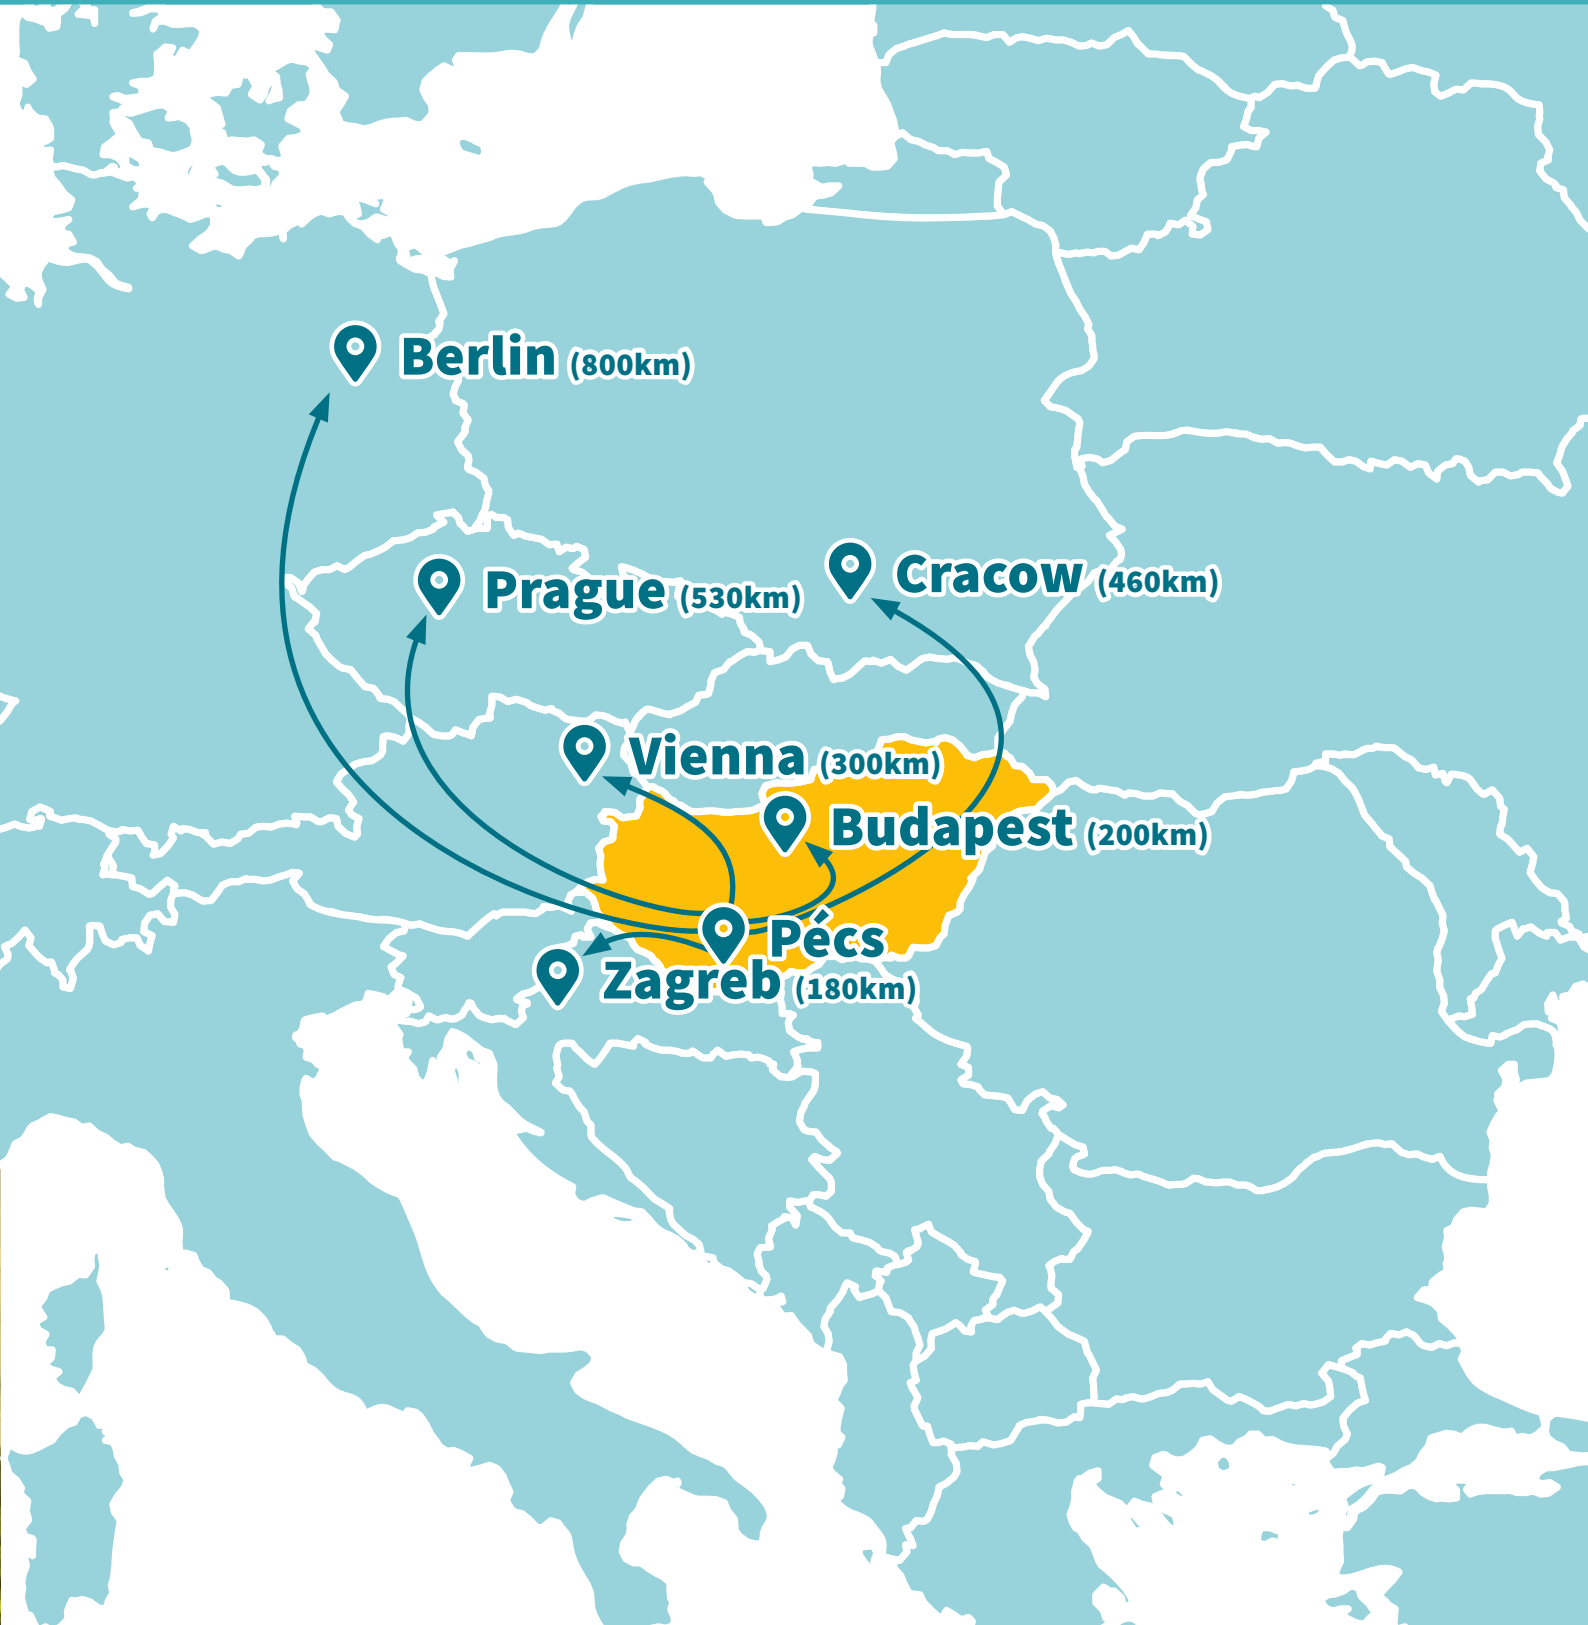 Berlin (800km)
Prague (530km)
Cracow (460km)
Vienna (300km)
Budapest (200km)
Pécs
Zagreb (180km)